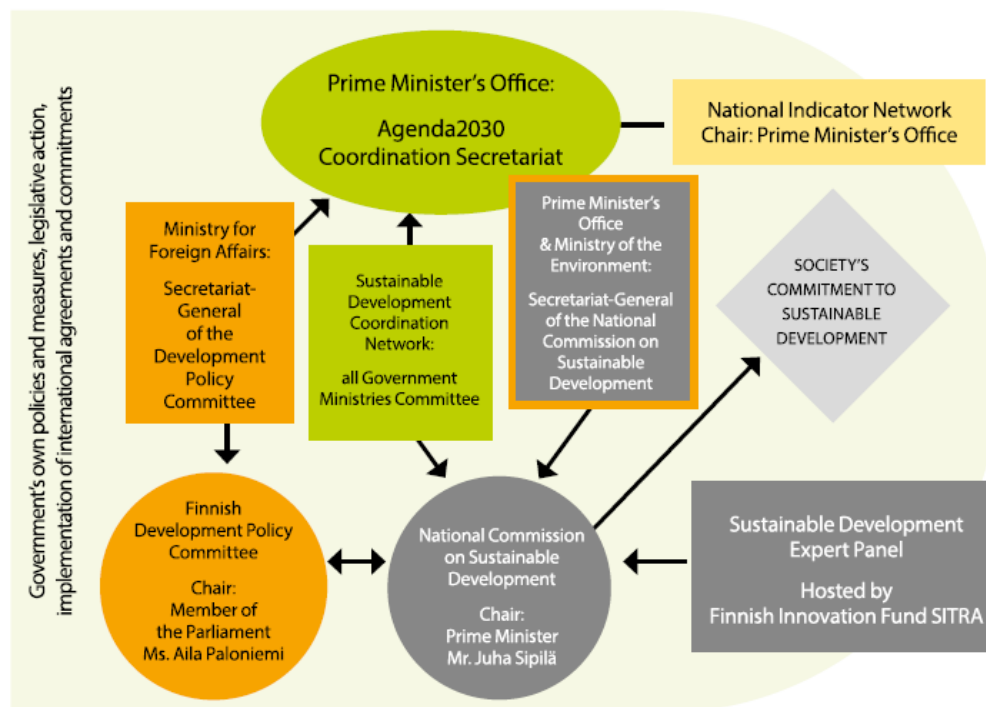 Government's own policies and measures, legislative action,
implementation of international agreements and commitments
Prime Minister's Office:
Agenda2030
Coordination Secretariat
National Indicator Network
Chair: Prime Minister's Office
Ministry for
Foreign Affairs:
Secretariat-
General
of the
Development
Policy
Committee
Sustainable
Development
Coordination
Network:
all Government
Ministries Committee
Prime Minister's
Office
& Ministry of the
Environment:
Secretariat-General
of the National
Commission on
Sustainable
Development
SOCIETY'S
COMMITMENT TO
SUSTAINABLE
DEVELOPMENT
Finnish
Development Policy
Committee
Chair:
Member of
the Parliament
Ms. Aila Paloniemi
National Commission
on Sustainable
Development
Chair:
Prime Minister
Mr. Juha Sipilä
Sustainable Development
Expert Panel
Hosted by
Finnish Innovation Fund SITRA